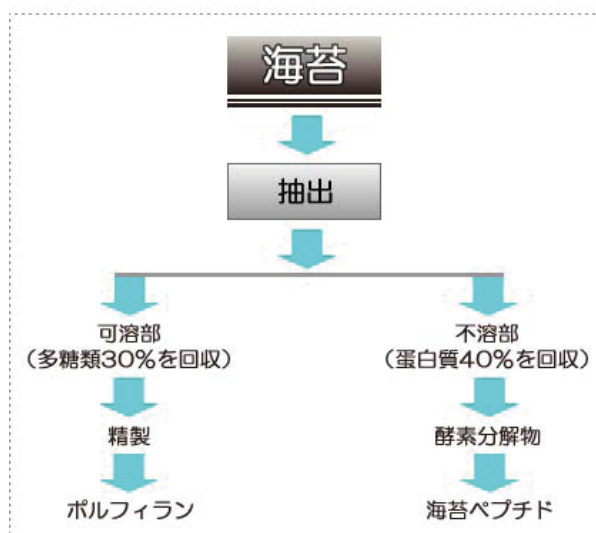 海苔
抽出
可溶部
（多糖類30%を回収）
精製
ポルフィラン
不溶部
（蛋白質40%を回収）
酵素分解物
海苔ペプチド